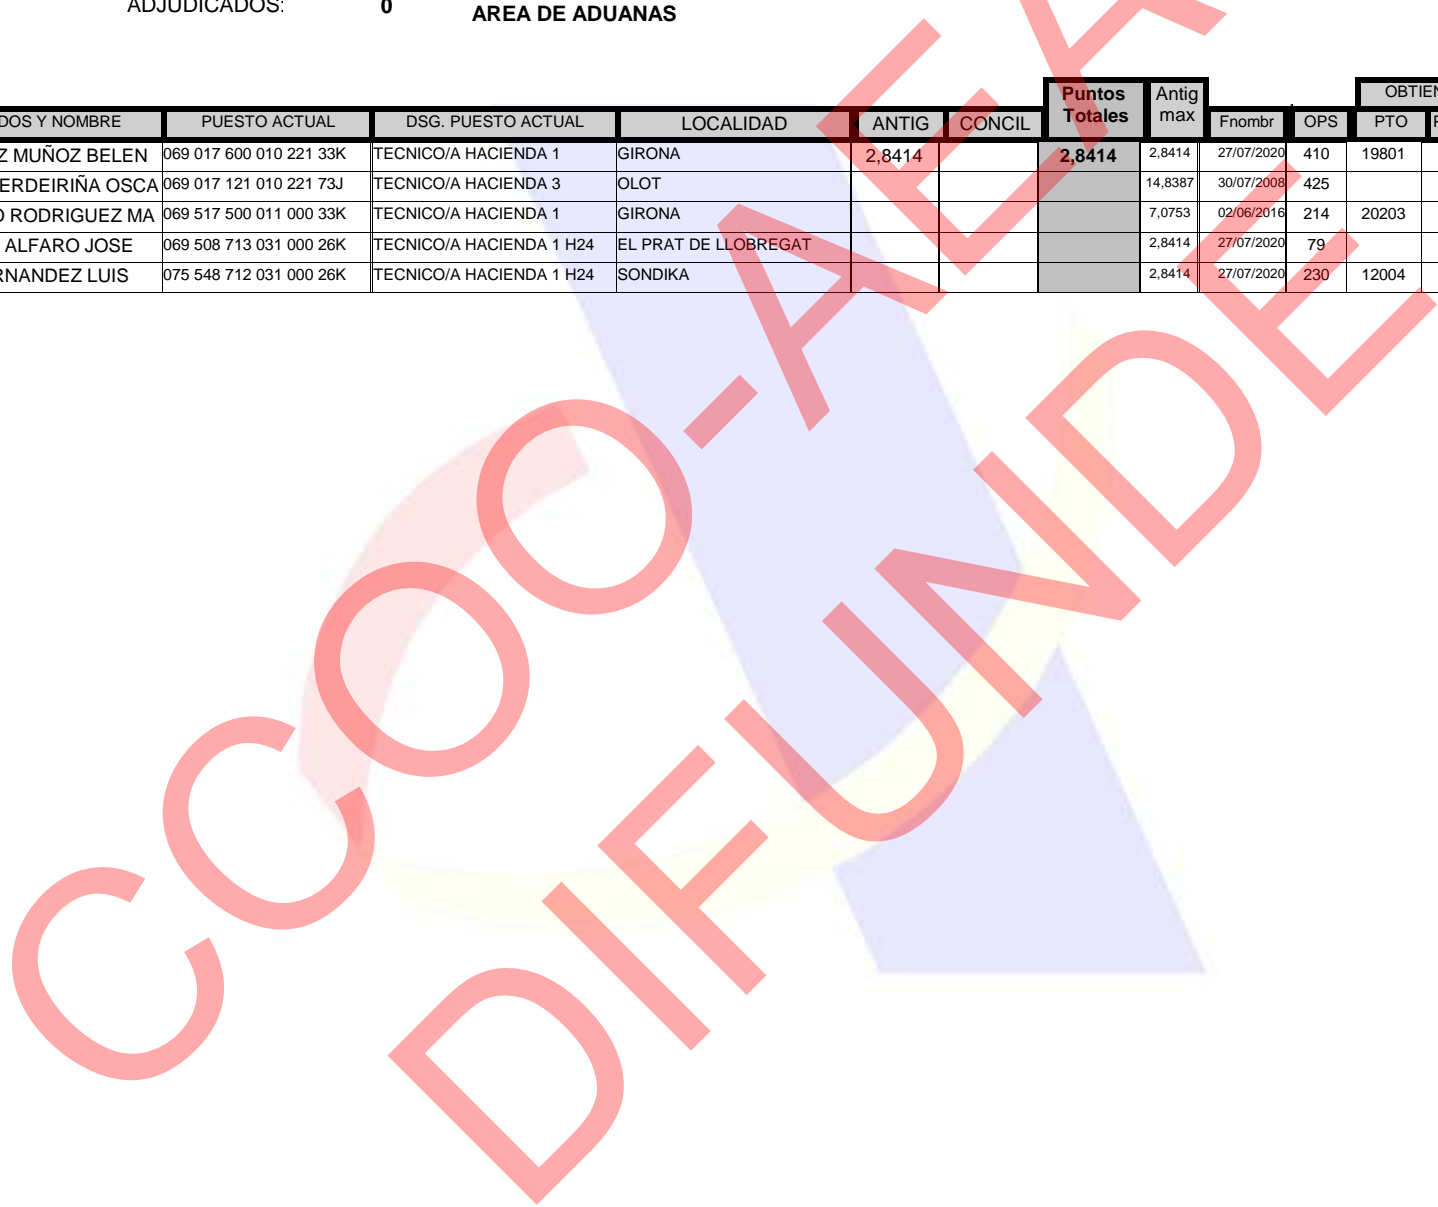 ADJUDICADOS: 0 AREA DE ADUANAS
Puntos Totales Antig max OBTIEN
DOS Y NOMBRE PUESTO ACTUAL DSG. PUESTO ACTUAL LOCALIDAD ANTIG CONCIL Fnombr OPS PTO
Z MUÑOZ BELEN 069 017 600 010 221 33K TECNICO/A HACIENDA 1 GIRONA 2,8414 2,8414 2,8414 27/07/2020 410 19801
ERDEIRIÑA OSCA 069 017 121 010 221 73J TECNICO/A HACIENDA 3 OLOT 14,8387 30/07/2008 425
O RODRIGUEZ MA 069 517 500 011 000 33K TECNICO/A HACIENDA 1 GIRONA 7,0753 02/06/2016 214 20203
ALFARO JOSE 069 508 713 031 000 26K TECNICO/A HACIENDA 1 H24 EL PRAT DE LLOBREGAT 2,8414 27/07/2020 79
RNANDEZ LUIS 075 548 712 031 000 26K TECNICO/A HACIENDA 1 H24 SONDIKA 2,8414 27/07/2020 230 12004
CCOO-AEA
DIFUNDE